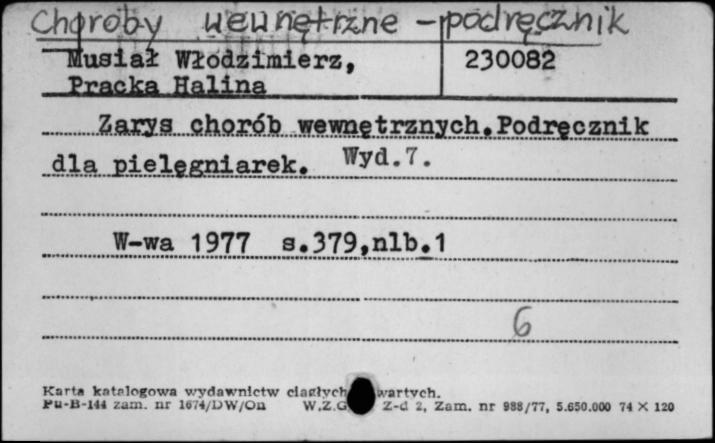 Choroby wewnętrzne - podręcznik
Musiał Włodzimierz, 230082
Pracka Halina
Zarys chorób wewnętrznych.Podręcznik
dla pielęgniarek. Wyd.7.
W-wa 1977 s.379,nlb.1
6
Karta katalogowa wydawnictw ciągłych wartych.
Pu-B-144 zam. nr 1674/DW/On W.Z.G. Z-d 2, Zam. nr 988/77, 5.650.000 74 X 120